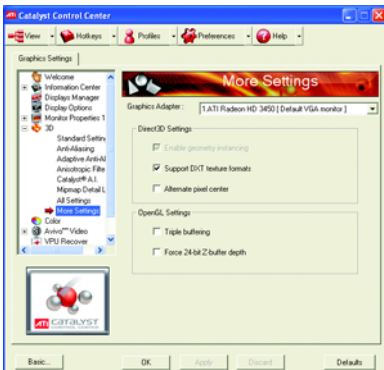 Catalyst Control Center
View Hotkeys Profiles Preferences Help
Graphics Settings
Welcome
Information Center
Displays Manager
Display Options
Monitor Properties 1
3D
Standard Settin
Anti-Aliasing
Adaptive Anti-Al
Anisotropic Filte
Catalyst® A.I.
Mipmap Detail L
All Settings
More Settings
Color
Avivo™ Video
VPU Recover
More Settings
Graphics Adapter: 1.ATI Radeon HD 3450 [ Default VGA monitor ]
Direct3D Settings
Enable geometry instancing
Support DXT texture formats
Alternate pixel center
OpenGL Settings
Triple buffering
Force 24-bit Z-buffer depth
ATI CATALYST
CONTROL CENTER
Basic... OK Apply Discard Defaults